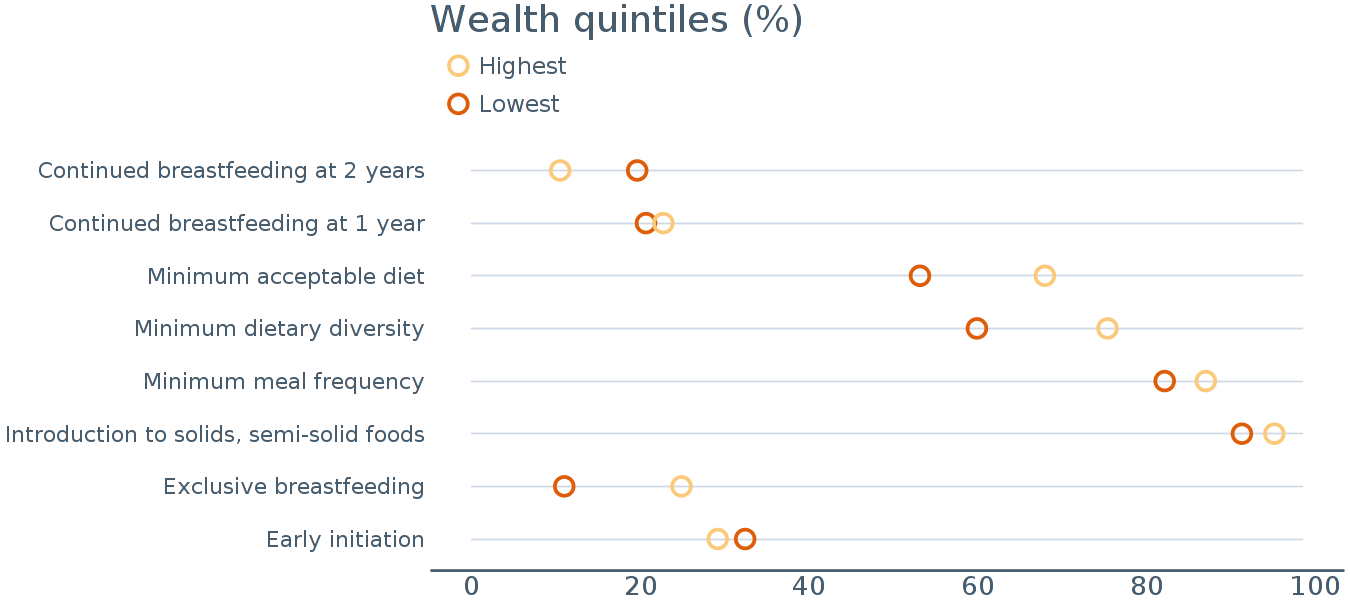 Wealth quintiles (%)
Highest
Lowest
Continued breastfeeding at 2 years
Continued breastfeeding at 1 year
Minimum acceptable diet
Minimum dietary diversity
Minimum meal frequency
Introduction to solids, semi-solid foods
Exclusive breastfeeding
Early initiation
0 20 40 60 80 100